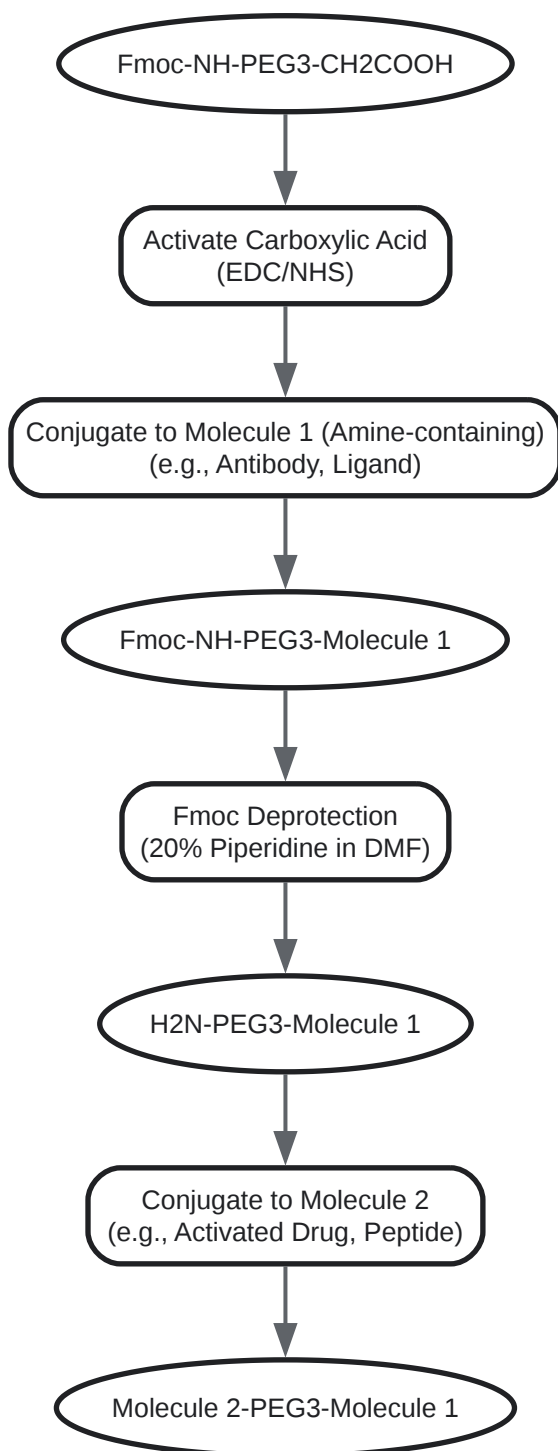 Fmoc-NH-PEG3-CH2COOH
Activate Carboxylic Acid
(EDC/NHS)
Conjugate to Molecule 1 (Amine-containing)
(e.g., Antibody, Ligand)
Fmoc-NH-PEG3-Molecule 1
Fmoc Deprotection
(20% Piperidine in DMF)
H2N-PEG3-Molecule 1
Conjugate to Molecule 2
(e.g., Activated Drug, Peptide)
Molecule 2-PEG3-Molecule 1